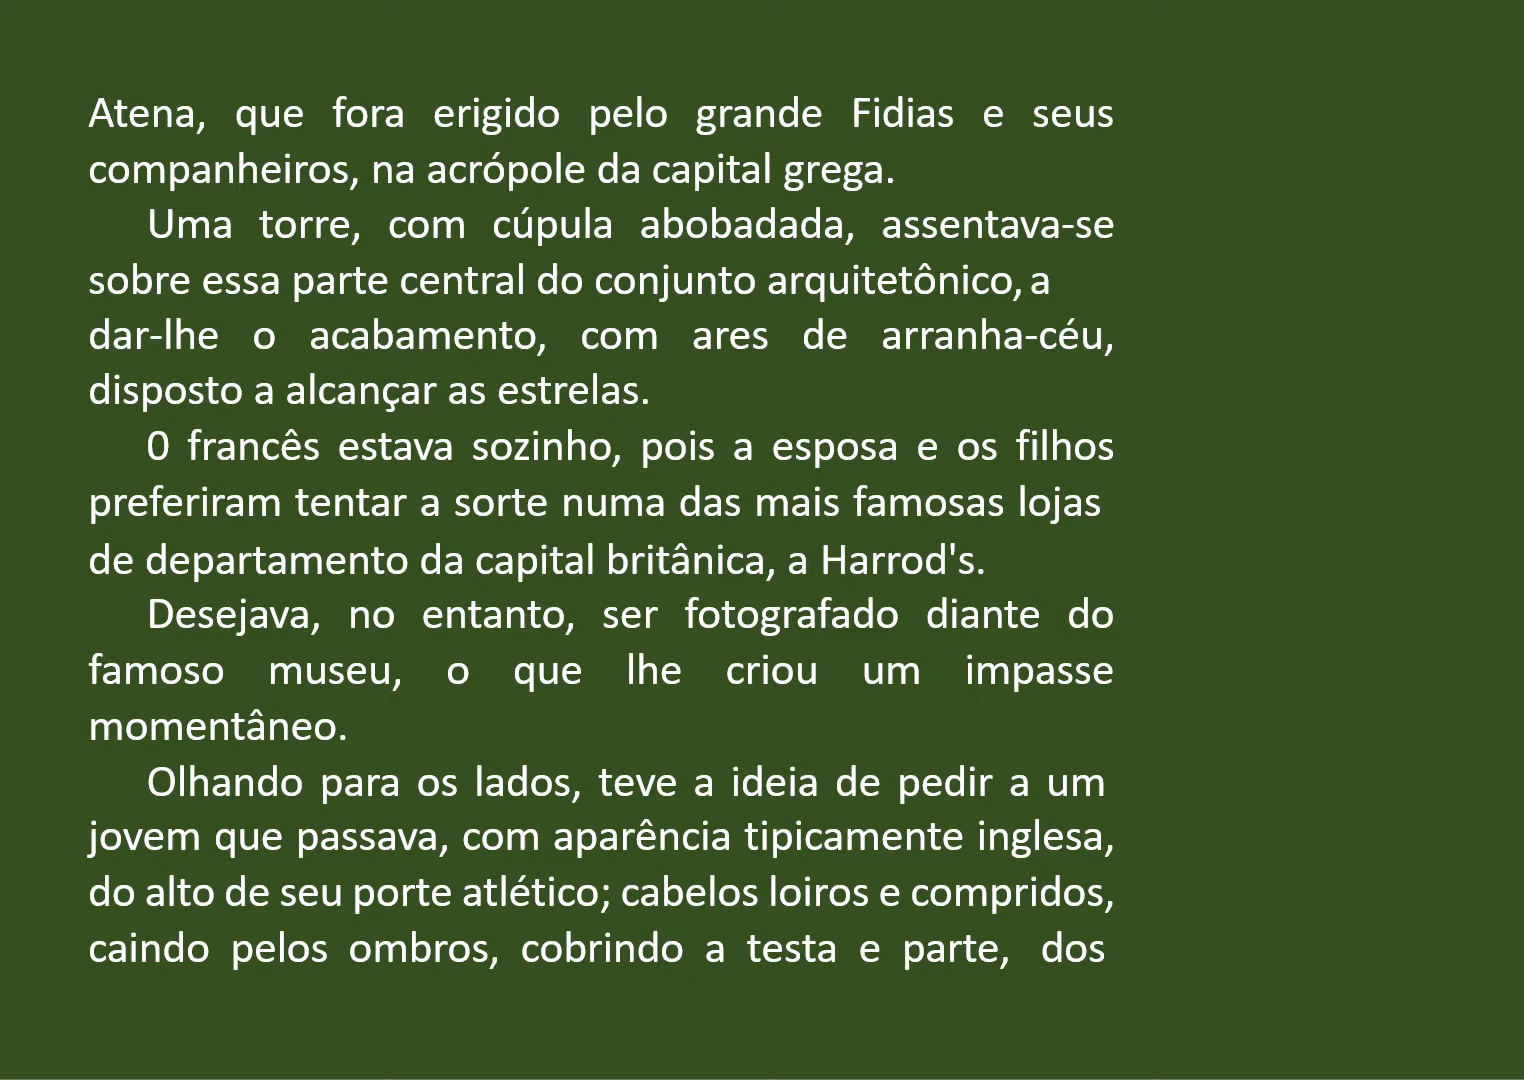 Atena, que fora erigido pelo grande Fidias e seus
companheiros, na acrópole da capital grega.
Uma torre, com cúpula abobadada, assentava-se
sobre essa parte central do conjunto arquitetônico, a
dar-lhe o acabamento, com ares de arranha-céu,
disposto a alcançar as estrelas.
0 francês estava sozinho, pois a esposa e os filhos
preferiram tentar a sorte numa das mais famosas lojas
de departamento da capital britânica, a Harrod's.
Desejava, no entanto, ser fotografado diante do
famoso museu, o que lhe criou um impasse
momentâneo.
Olhando para os lados, teve a ideia de pedir a um
jovem que passava, com aparência tipicamente inglesa,
do alto de seu porte atlético; cabelos loiros e compridos,
caindo pelos ombros, cobrindo a testa e parte, dos